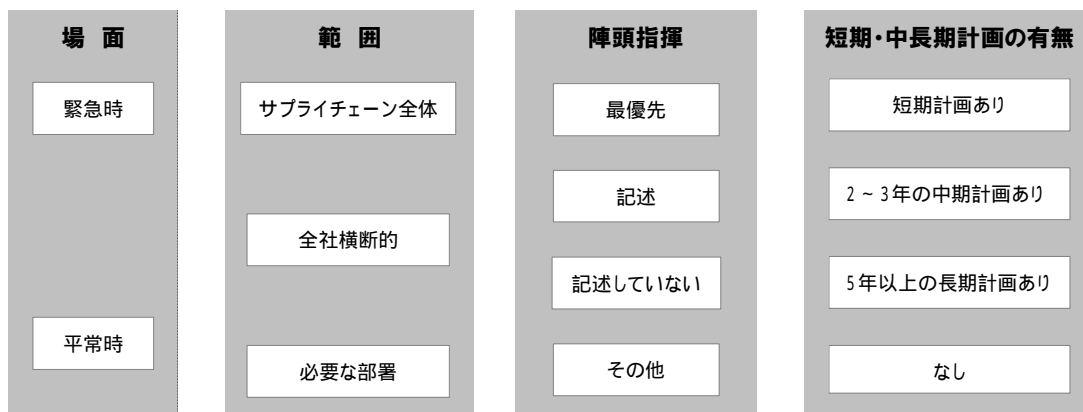 場 面
緊急時
平常時
範 囲
サプライチェーン全体
全社横断的
必要な部署
陣頭指揮
最優先
記述
記述していない
その他
短期・中長期計画の有無
短期計画あり
2～3年の中期計画あり
5年以上の長期計画あり
なし